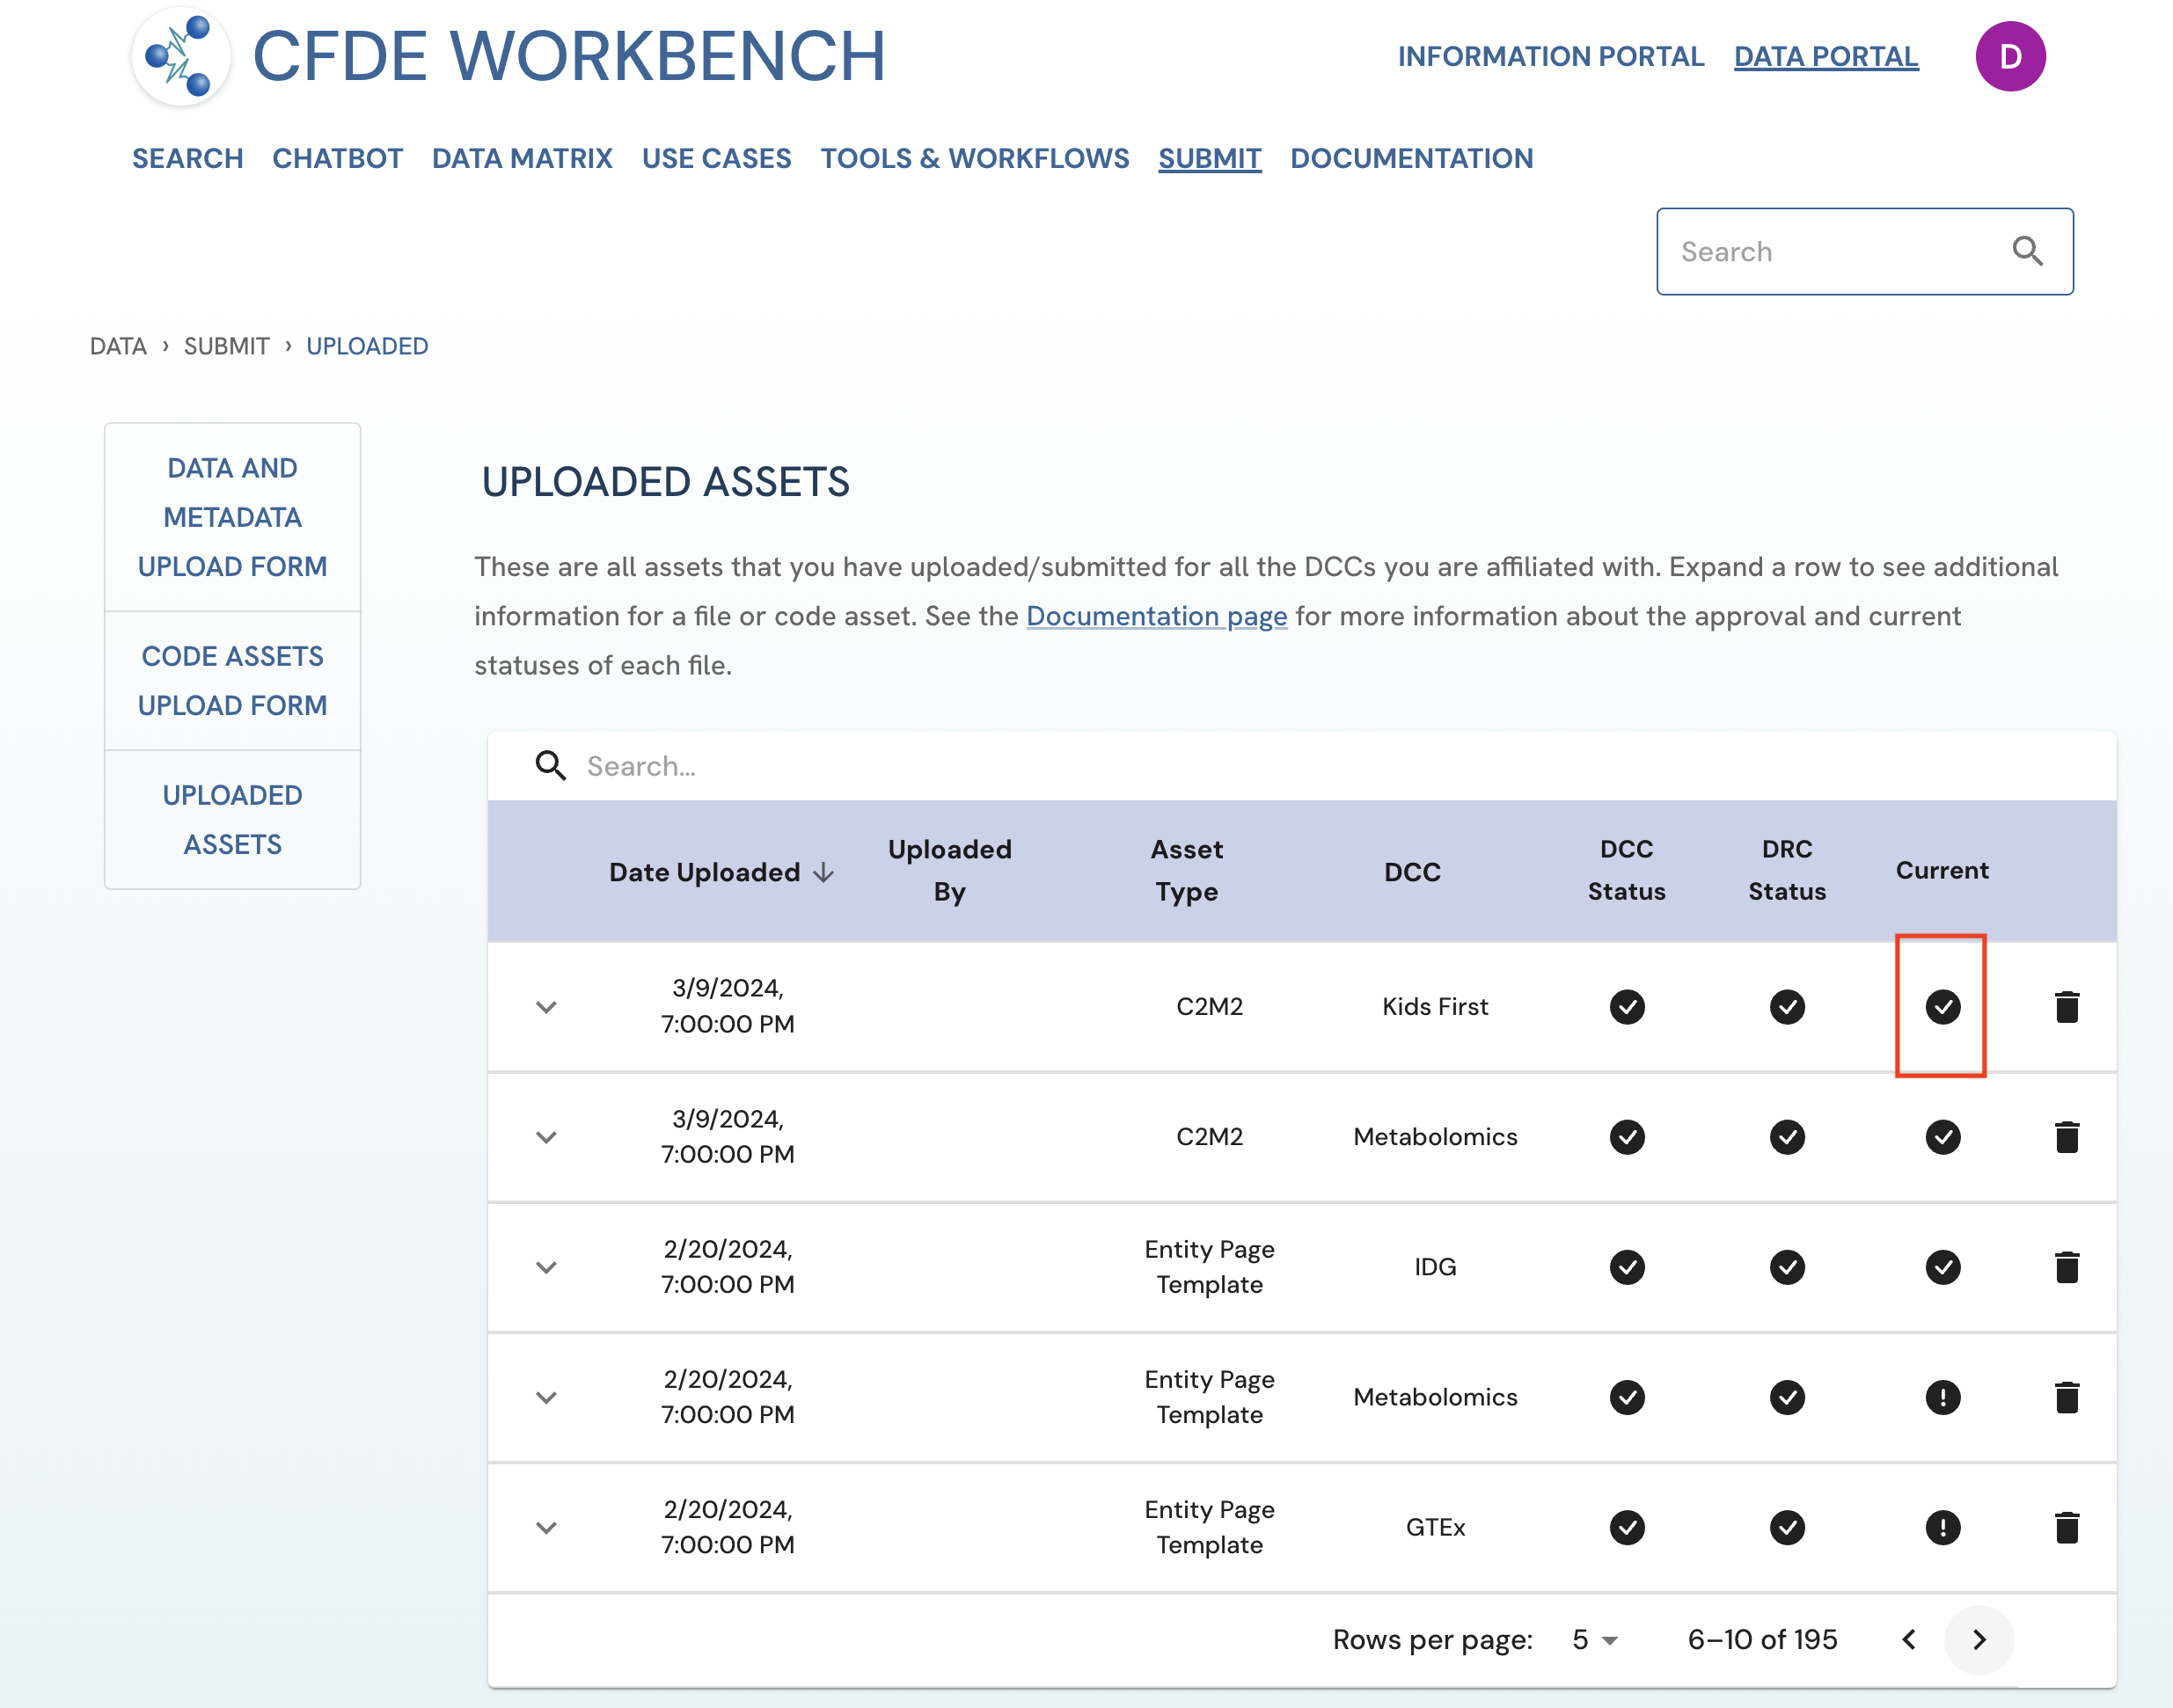 CFDE WORKBENCH
INFORMATION PORTAL DATA PORTAL D
SEARCH CHATBOT DATA MATRIX USE CASES TOOLS & WORKFLOWS SUBMIT DOCUMENTATION
Search
DATA › SUBMIT › UPLOADED
DATA AND
METADATA
UPLOAD FORM
CODE ASSETS
UPLOAD FORM
UPLOADED
ASSETS
UPLOADED ASSETS
These are all assets that you have uploaded/submitted for all the DCCs you are affiliated with. Expand a row to see additional
information for a file or code asset. See the Documentation page for more information about the approval and current
statuses of each file.
Search...
Date Uploaded
Uploaded
By
Asset
Type
DCC
DCC
Status
DRC
Status
Current
3/9/2024,
7:00:00 PM
C2M2
Kids First
3/9/2024,
7:00:00 PM
C2M2
Metabolomics
2/20/2024,
7:00:00 PM
Entity Page
Template
IDG
2/20/2024,
7:00:00 PM
Entity Page
Template
Metabolomics
2/20/2024,
7:00:00 PM
Entity Page
Template
GTEx
Rows per page: 5 6–10 of 195